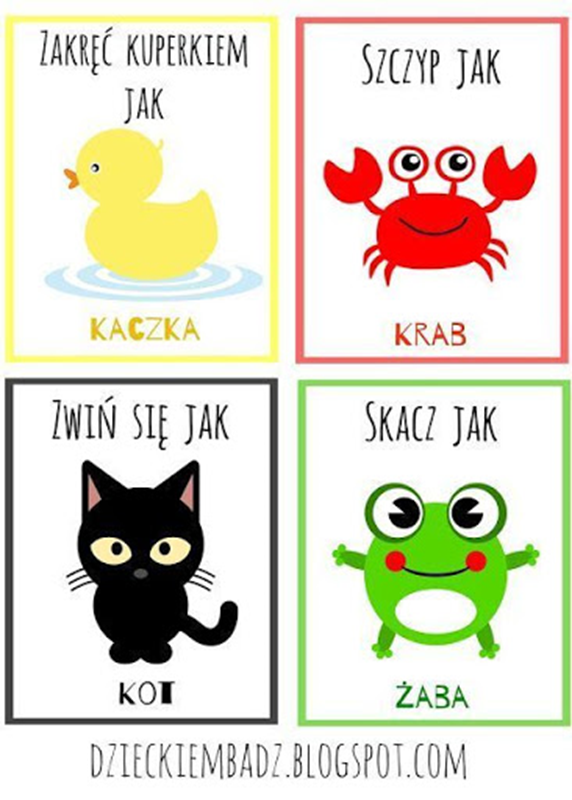 Zakręć kuperkiem
jak
KACZKA
Szczyp jak
KRAB
Zwiń się jak
KOT
Skacz jak
ŻABA
dzieckiembadz.blogspot.com